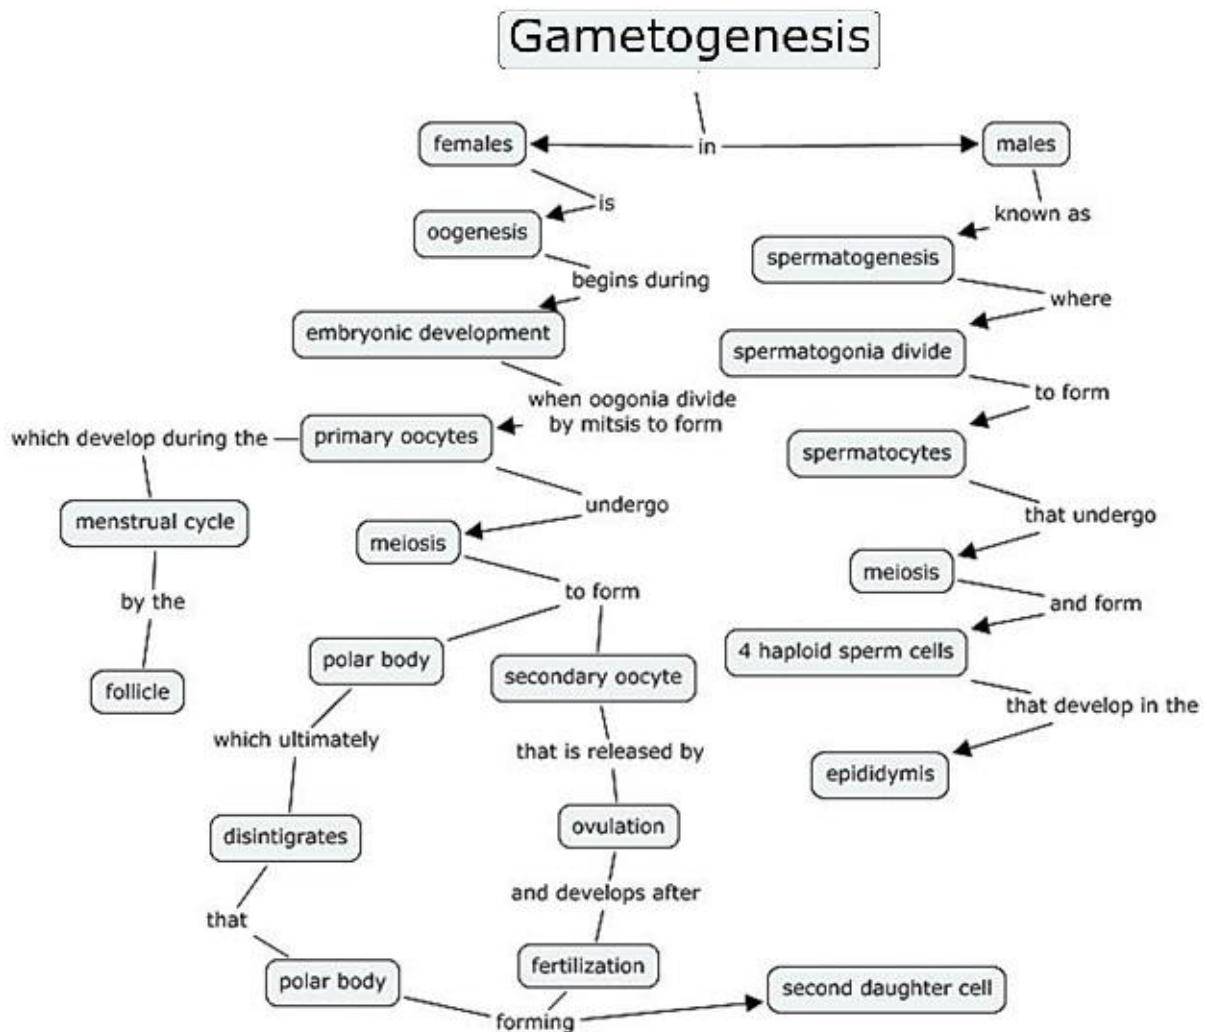 Gametogenesis
in
females
males
is
known as
oogenesis
spermatogenesis
begins during
where
embryonic development
spermatogonia divide
when oogonia divide
by mitsis to form
to form
which develop during the
primary oocytes
spermatocytes
undergo
that undergo
menstrual cycle
meiosis
meiosis
by the
to form
and form
polar body
secondary oocyte
4 haploid sperm cells
follicle
that develop in the
which ultimately
that is released by
epididymis
disintigrates
ovulation
and develops after
that
fertilization
polar body
second daughter cell
forming